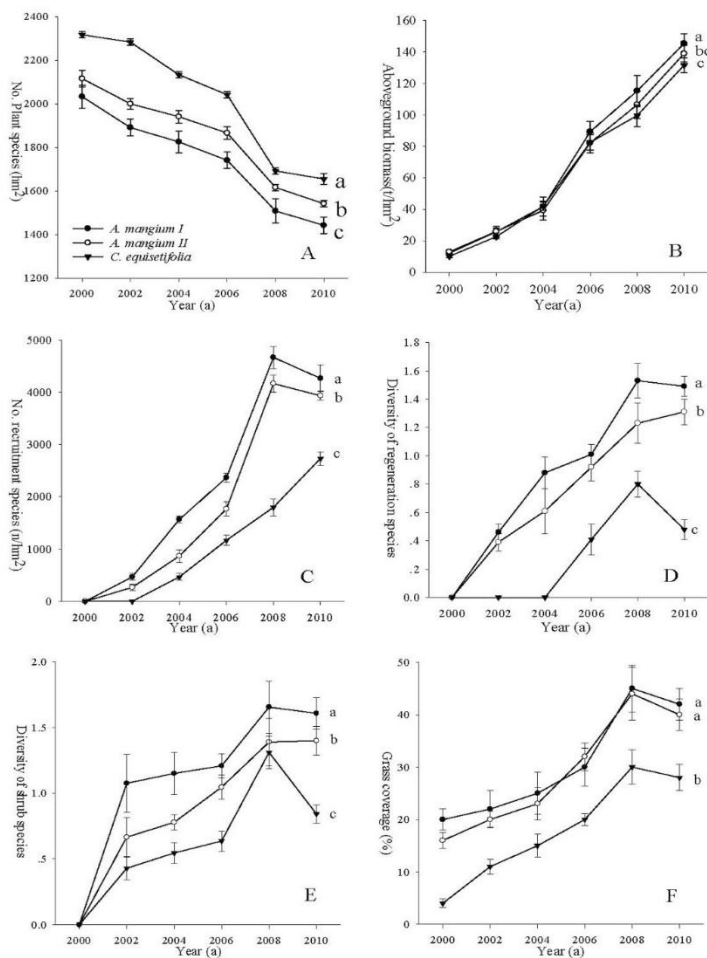 No. Plant species (hm²)
2400
2200
2000
1800
1600
1400
1200
A. mangium I
A. mangium II
C. equisetifolia
a
b
c
A
2000 2002 2004 2006 2008 2010
Year (a)
Aboveground biomass(t/hm²)
160
140
120
100
80
60
40
20
0
a
c
B
2000 2002 2004 2006 2008 2010
Year(a)
No. recruitment species (n/hm²)
5000
4000
3000
2000
1000
0
a
b
c
C
2000 2002 2004 2006 2008 2010
Year (a)
Diversity of regeneration species
1.8
1.6
1.4
1.2
1.0
.8
.6
.4
.2
.0
a
b
c
D
2000 2002 2004 2006 2008 2010
Year (a)
Diversity of shrub species
2.0
1.5
1.0
.5
0.0
a
b
c
E
2000 2002 2004 2006 2008 2010
Year (a)
Grass coverage (%)
50
40
30
20
10
0
a
a
b
F
2000 2002 2004 2006 2008 2010
Year (a)